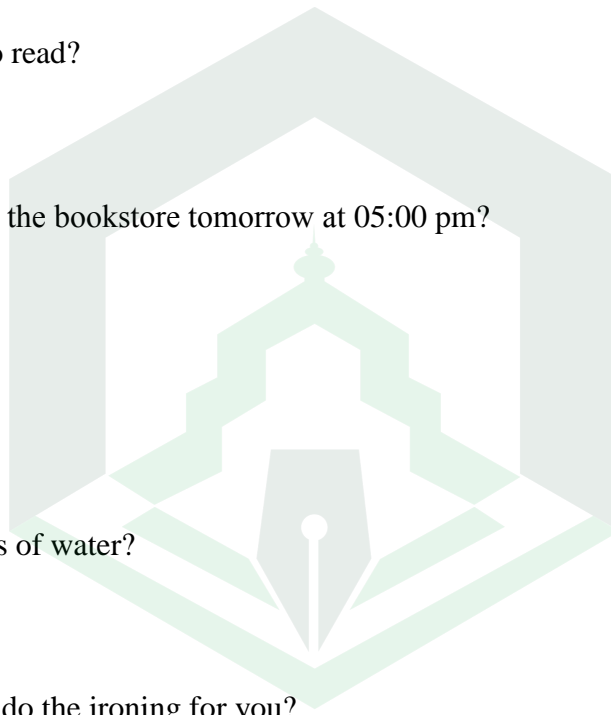 read?
the bookstore tomorrow at 05:00 pm?
of water?
do the ironing for you?